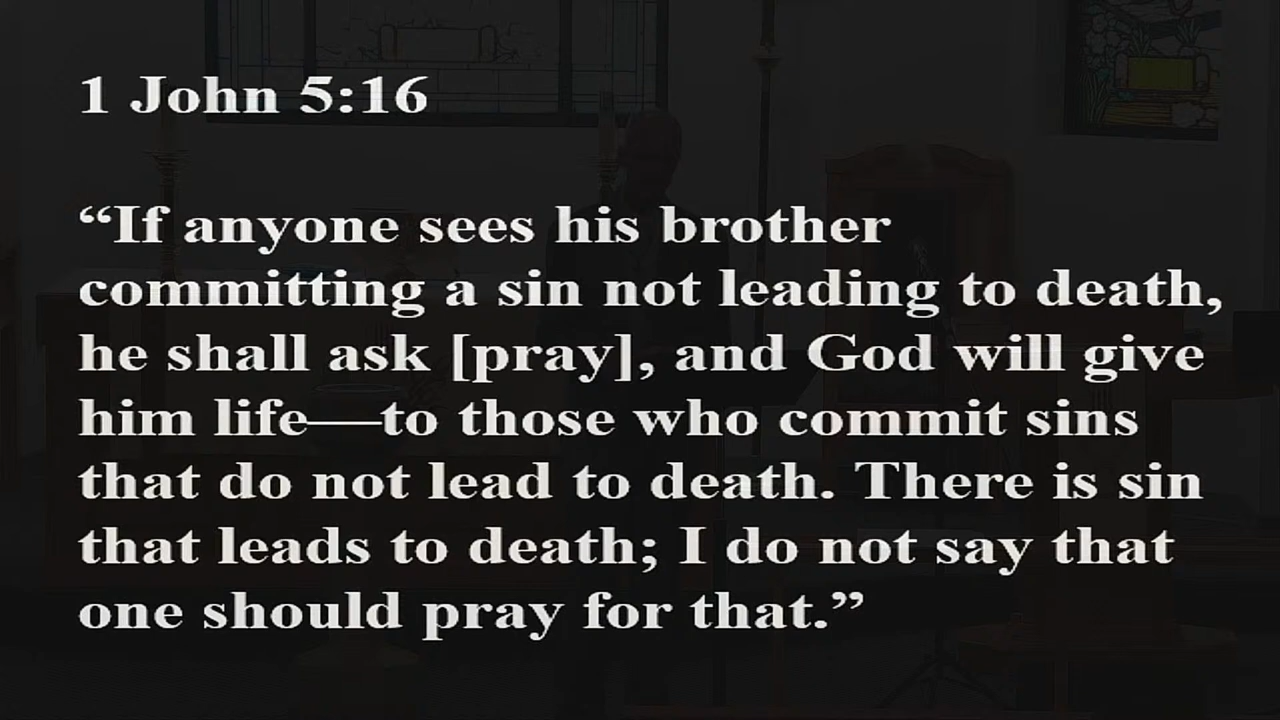 1 John 5:16
“If anyone sees his brother
committing a sin not leading to death,
he shall ask [pray], and God will give
him life—to those who commit sins
that do not lead to death. There is sin
that leads to death; I do not say that
one should pray for that.”